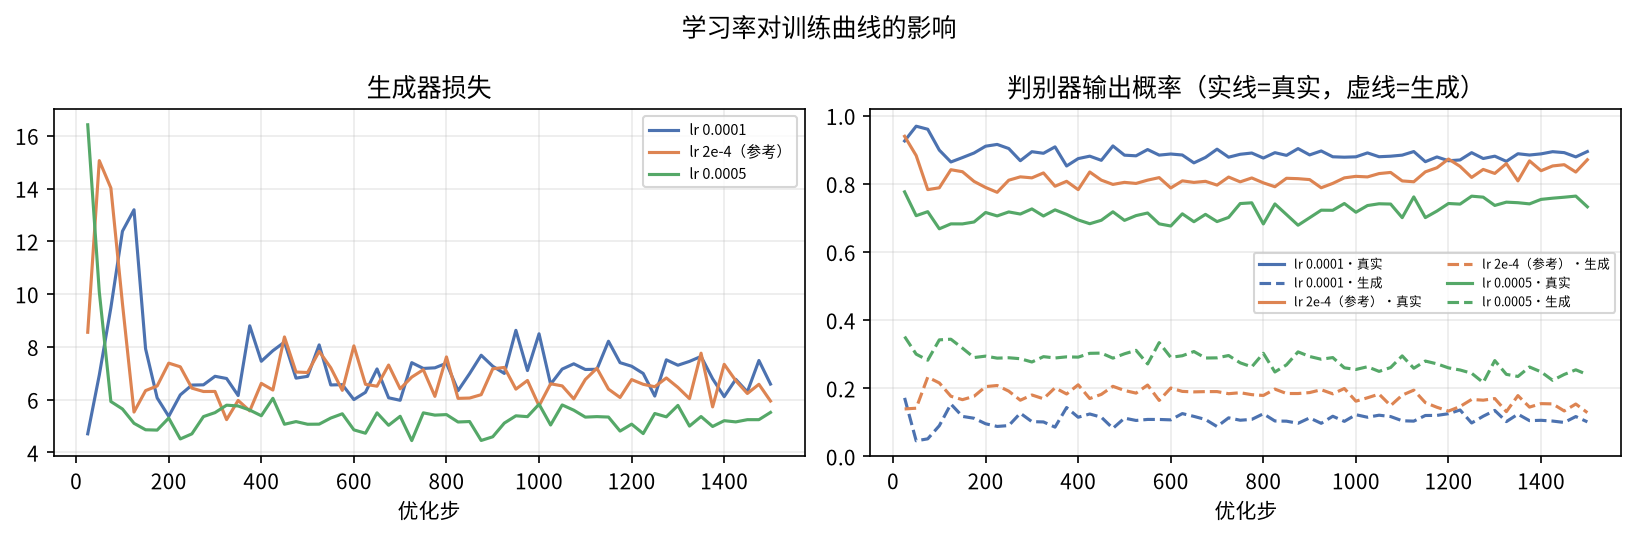 学习率对训练曲线的影响
生成器损失
16
14
12
10
8
6
4
0 200 400 600 800 1000 1200 1400
优化步
lr 0.0001
lr 2e-4（参考）
lr 0.0005
判别器输出概率（实线=真实，虚线=生成）
1.0
0.8
0.6
0.4
0.2
0.0
0 200 400 600 800 1000 1200 1400
优化步
lr 0.0001・真实
lr 0.0001・生成
lr 2e-4（参考）・真实
lr 2e-4（参考）・生成
lr 0.0005・真实
lr 0.0005・生成